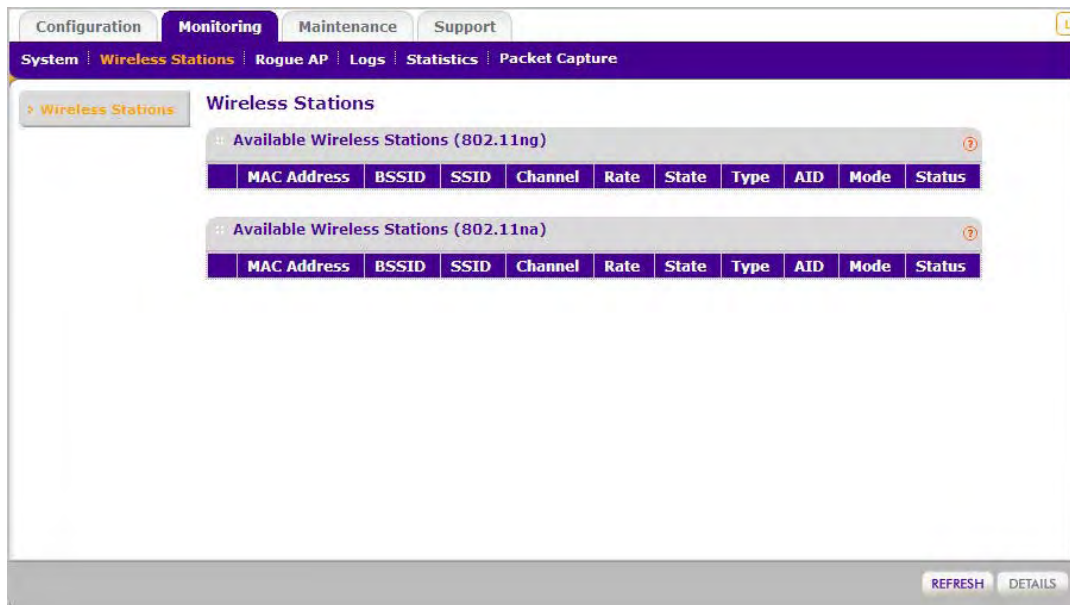 Configuration Monitoring Maintenance Support L
System Wireless Stations Rogue AP Logs Statistics Packet Capture
Wireless Stations
Wireless Stations
Available Wireless Stations (802.11ng) ?
MAC Address BSSID SSID Channel Rate State Type AID Mode Status
Available Wireless Stations (802.11na) ?
MAC Address BSSID SSID Channel Rate State Type AID Mode Status
REFRESH DETAILS